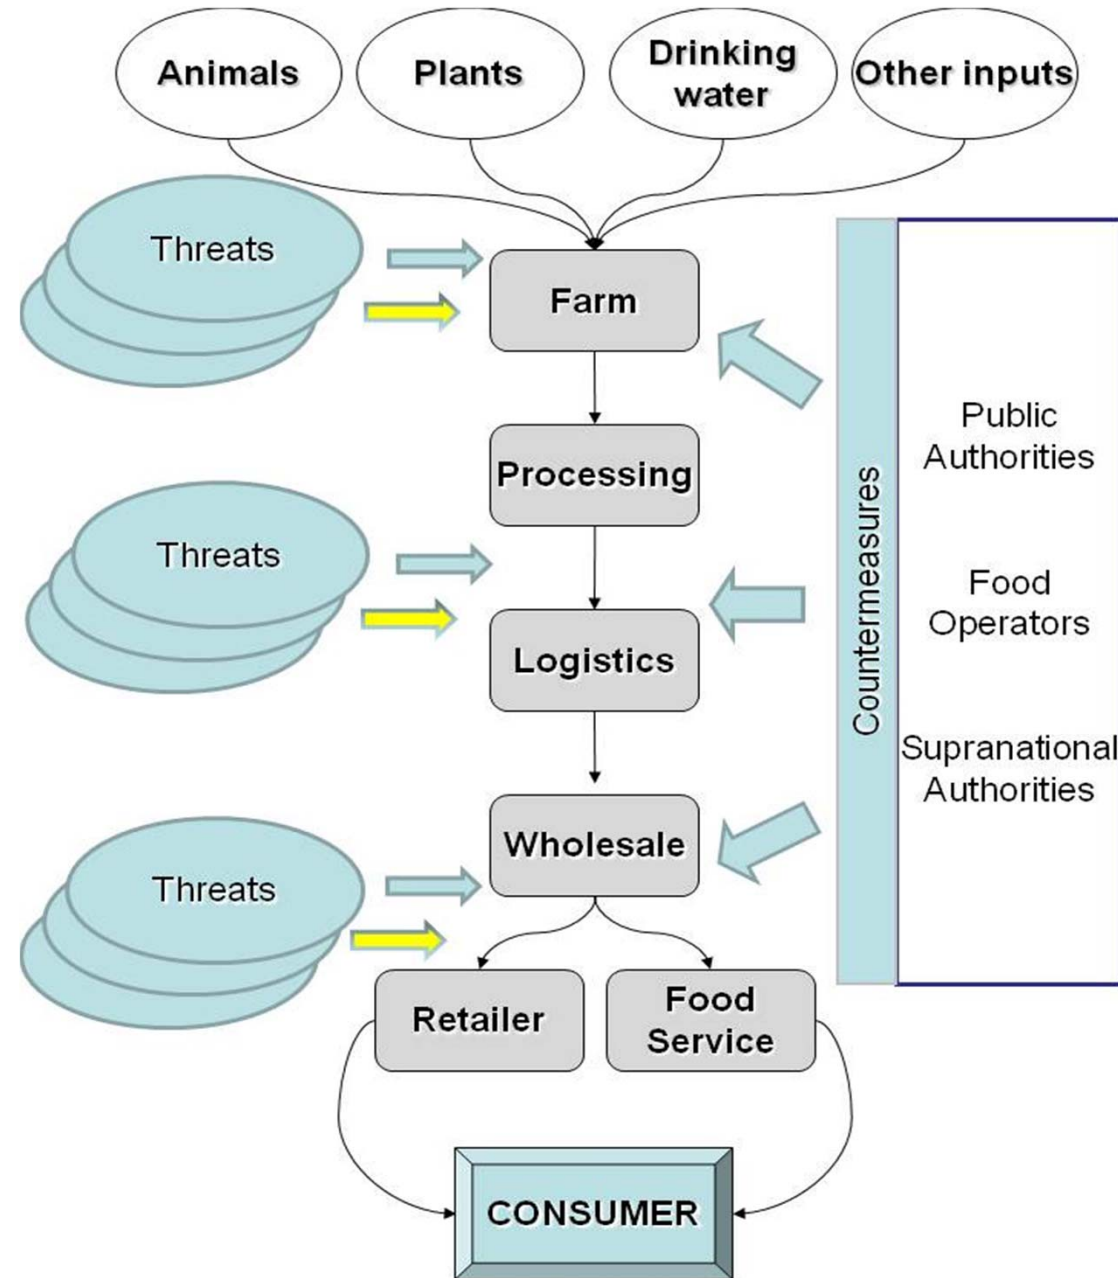 Animals
Plants
Drinking
water
Other inputs
Threats
Farm
Public
Authorities
Processing
Countermeasures
Threats
Food
Operators
Logistics
Supranational
Authorities
Wholesale
Threats
Retailer
Food
Service
CONSUMER